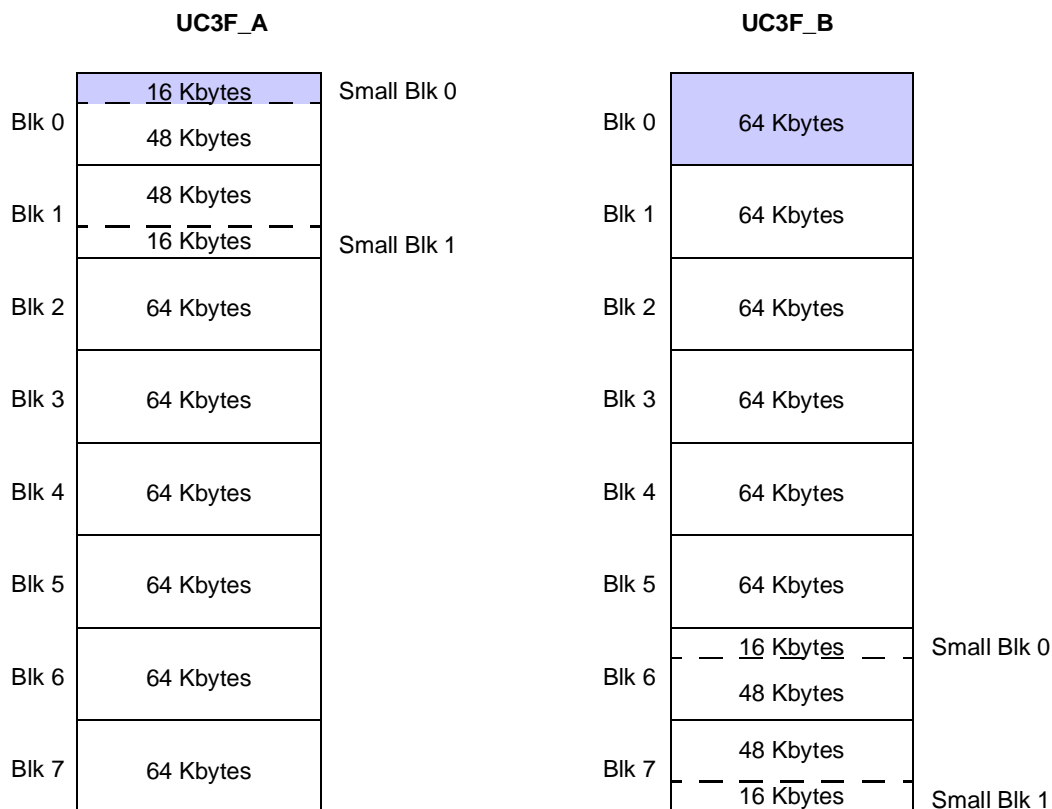 UC3F_A
16 Kbytes
Small Blk 0
Blk 0
48 Kbytes
48 Kbytes
Blk 1
16 Kbytes
Small Blk 1
Blk 2
64 Kbytes
Blk 3
64 Kbytes
Blk 4
64 Kbytes
Blk 5
64 Kbytes
Blk 6
64 Kbytes
Blk 7
64 Kbytes
UC3F_B
Blk 0
64 Kbytes
Blk 1
64 Kbytes
Blk 2
64 Kbytes
Blk 3
64 Kbytes
Blk 4
64 Kbytes
Blk 5
64 Kbytes
16 Kbytes
Small Blk 0
Blk 6
48 Kbytes
48 Kbytes
Blk 7
16 Kbytes
Small Blk 1